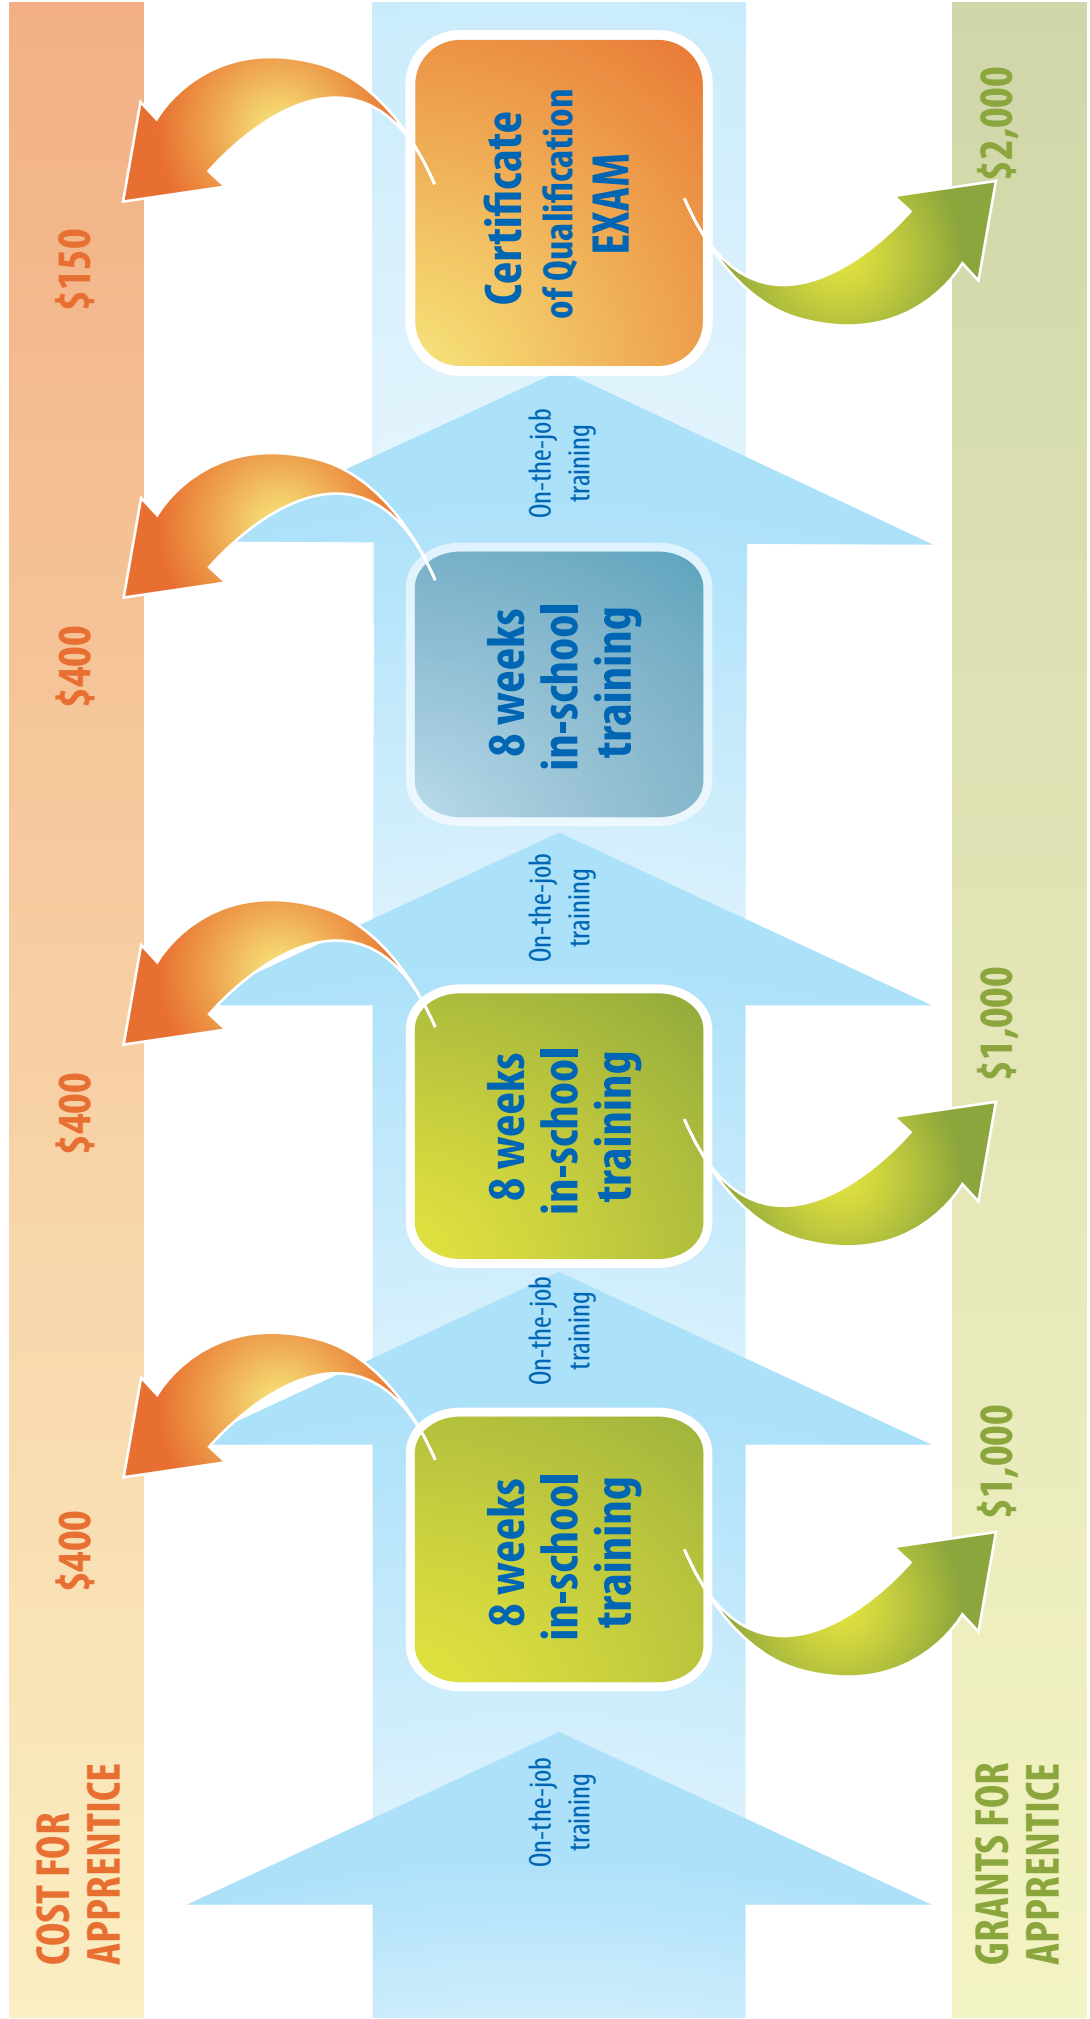 COST FOR
APPRENTICE
$400
$400
$400
$150
On-the-job
training
8 weeks
in-school
training
On-the-job
training
8 weeks
in-school
training
On-the-job
training
8 weeks
in-school
training
On-the-job
training
Certificate
of Qualification
EXAM
GRANTS FOR
APPRENTICE
$1,000
$1,000
$2,000